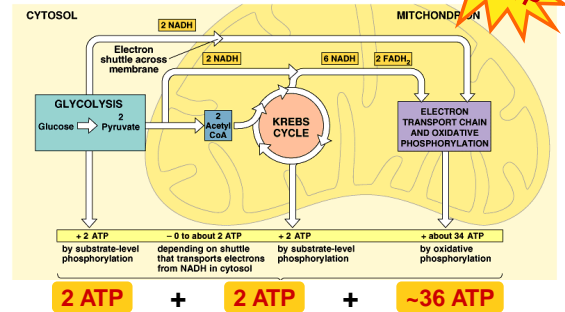 CYTOSOL
MITCHONDRION
2 NADH
Electron
shuttle across
membrane
2 NADH
6 NADH
2 FADH₂
GLYCOLYSIS
Glucose
2
Pyruvate
2
Acetyl
CoA
KREBS
CYCLE
ELECTRON
TRANSPORT CHAIN
AND OXIDATIVE
PHOSPHORYLATION
+ 2 ATP
by substrate-level
phosphorylation
– 0 to about 2 ATP
depending on shuttle
that transports electrons
from NADH in cytosol
+ 2 ATP
by substrate-level
phosphorylation
+ about 34 ATP
by oxidative
phosphorylation
2 ATP + 2 ATP + ~36 ATP